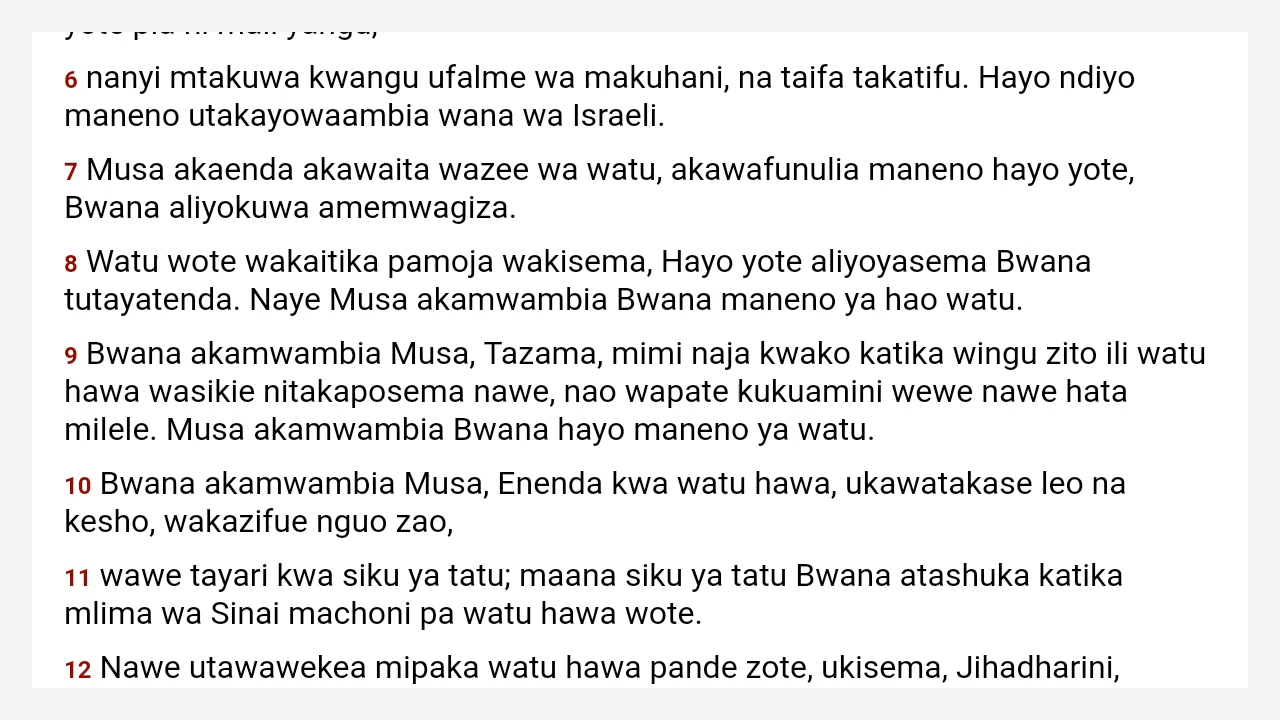 6 nanyi mtakuwa kwangu ufalme wa makuhani, na taifa takatifu. Hayo ndiyo
maneno utakayowaambia wana wa Israeli.
7 Musa akaenda akawaita wazee wa watu, akawafunulia maneno hayo yote,
Bwana aliyokuwa amemwagiza.
8 Watu wote wakaitika pamoja wakisema, Hayo yote aliyoyasema Bwana
tutayatenda. Naye Musa akamwambia Bwana maneno ya hao watu.
9 Bwana akamwambia Musa, Tazama, mimi naja kwako katika wingu zito ili watu
hawa wasikie nitakaposema nawe, nao wapate kukuamini wewe nawe hata
milele. Musa akamwambia Bwana hayo maneno ya watu.
10 Bwana akamwambia Musa, Enenda kwa watu hawa, ukawatakase leo na
kesho, wakazifue nguo zao,
11 wawe tayari kwa siku ya tatu; maana siku ya tatu Bwana atashuka katika
mlima wa Sinai machoni pa watu hawa wote.
12 Nawe utawawekea mipaka watu hawa pande zote, ukisema, Jihadharini,